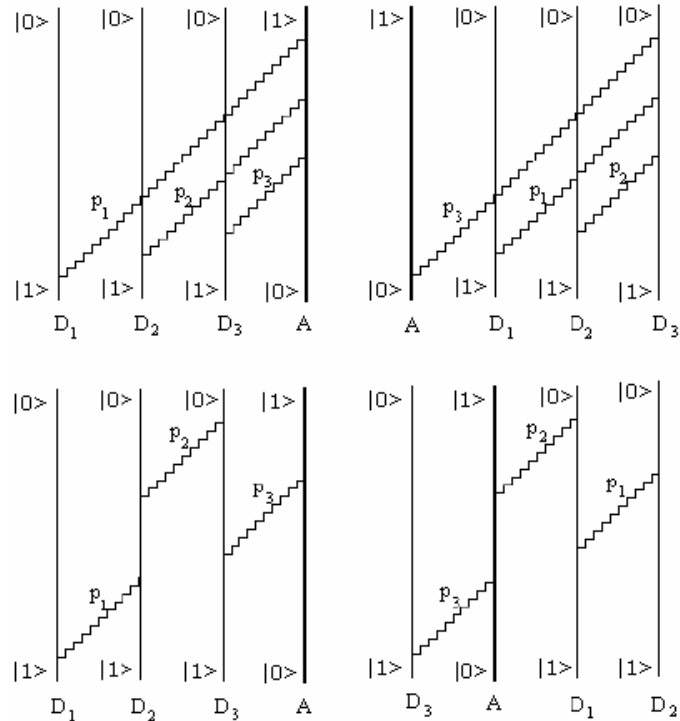 |0> |0> |0> |1>
p1 p2 p3
|1> |1> |1> |0>
D1 D2 D3 A
|1> |0> |0> |0>
p3 p1 p2
|0> |1> |1> |1>
A D1 D2 D3
|0> |0> |0> |1>
p2
p3
p1
|1> |1> |1> |0>
D1 D2 D3 A
|0> |1> |0> |0>
p2
p1
p3
|1> |0> |1> |1>
D3 A D1 D2